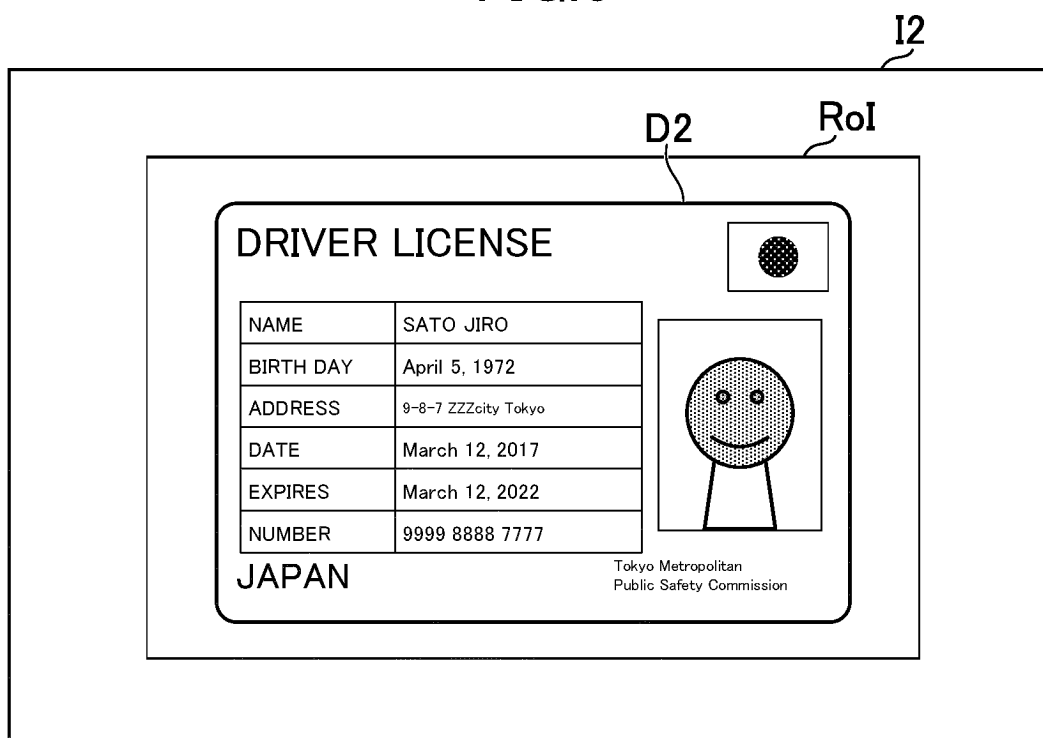 I2
RoI
D2
DRIVER LICENSE
NAME SATO JIRO
BIRTH DAY April 5, 1972
ADDRESS 9-8-7 ZZZcity Tokyo
DATE March 12, 2017
EXPIRES March 12, 2022
NUMBER 9999 8888 7777
JAPAN
Tokyo Metropolitan
Public Safety Commission